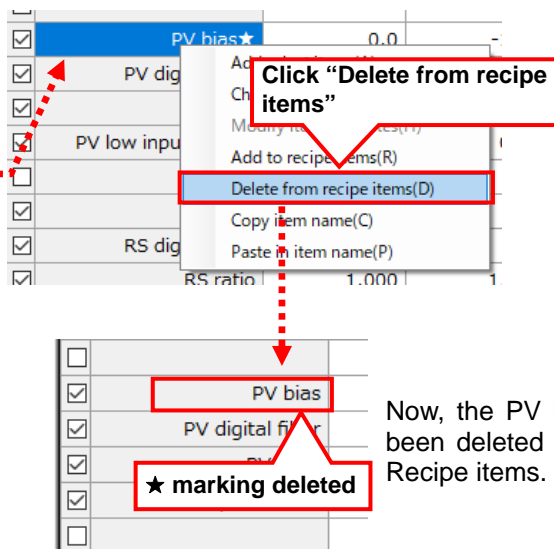 PV bias★ 0.0
Click “Delete from recipe
items”
PV dig
PV low inpu
Add to recipe items(R)
Delete from recipe items(D)
Copy item name(C)
RS dig
Paste in item name(P)
RS ratio 1.000 1.
PV bias
PV digital
★ marking deleted
Now, the PV
been deleted
Recipe items.